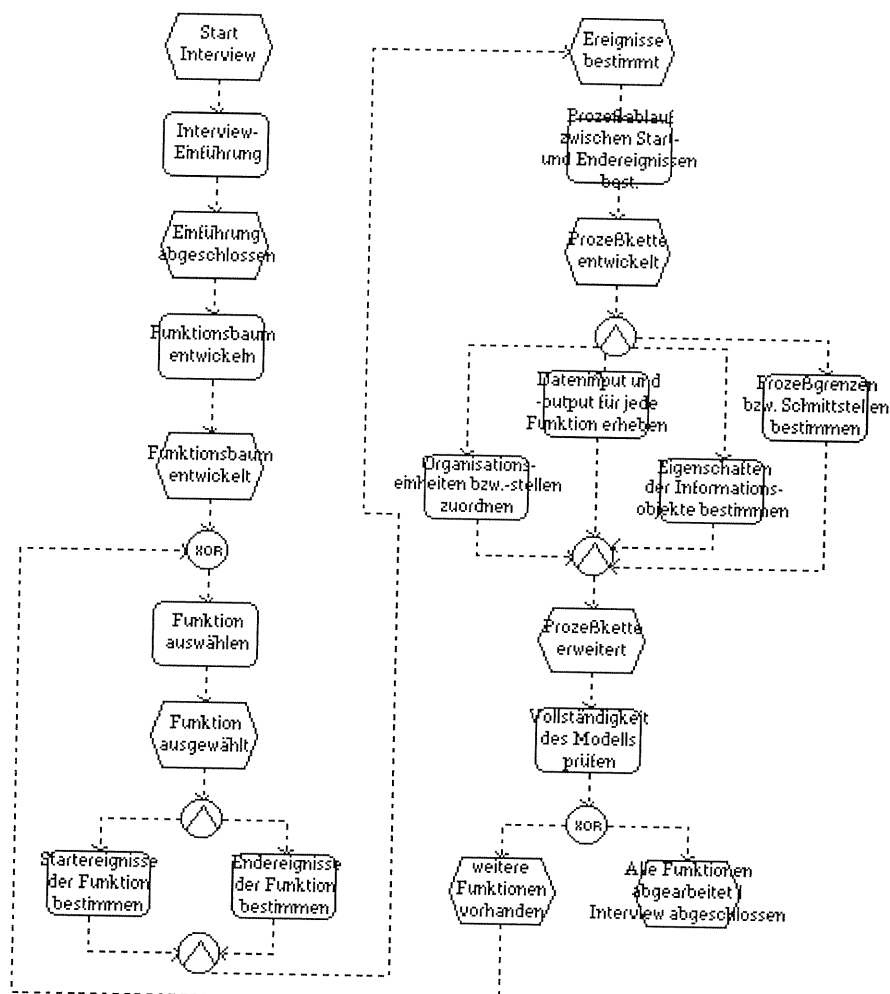 Start
Interview
Interview-
Einführung
Einführung
abgeschlossen
Funktionsbaum
entwickeln
Funktionsbaum
entwickelt
XOR
Funktion
auswählen
Funktion
ausgewählt
Startereignisse
der Funktion
bestimmen
Endereignisse
der Funktion
bestimmen
Ereignisse
bestimmt
Prozeßablauf
zwischen Start-
und Endereignissen
best.
Prozeßkette
entwickelt
Dateninput und
-output für jede
Funktion erheben
Prozeßgrenzen
bzw. Schnittstellen
bestimmen
Organisations-
einheiten bzw.-stellen
zuordnen
Eigenschaften
der Informations-
objekte bestimmen
Prozeßkette
erweitert
Vollständigkeit
des Modells
prüfen
XOR
weitere
Funktionen
vorhanden
Alle Funktionen
abgearbeitet /
Interview abgeschlossen